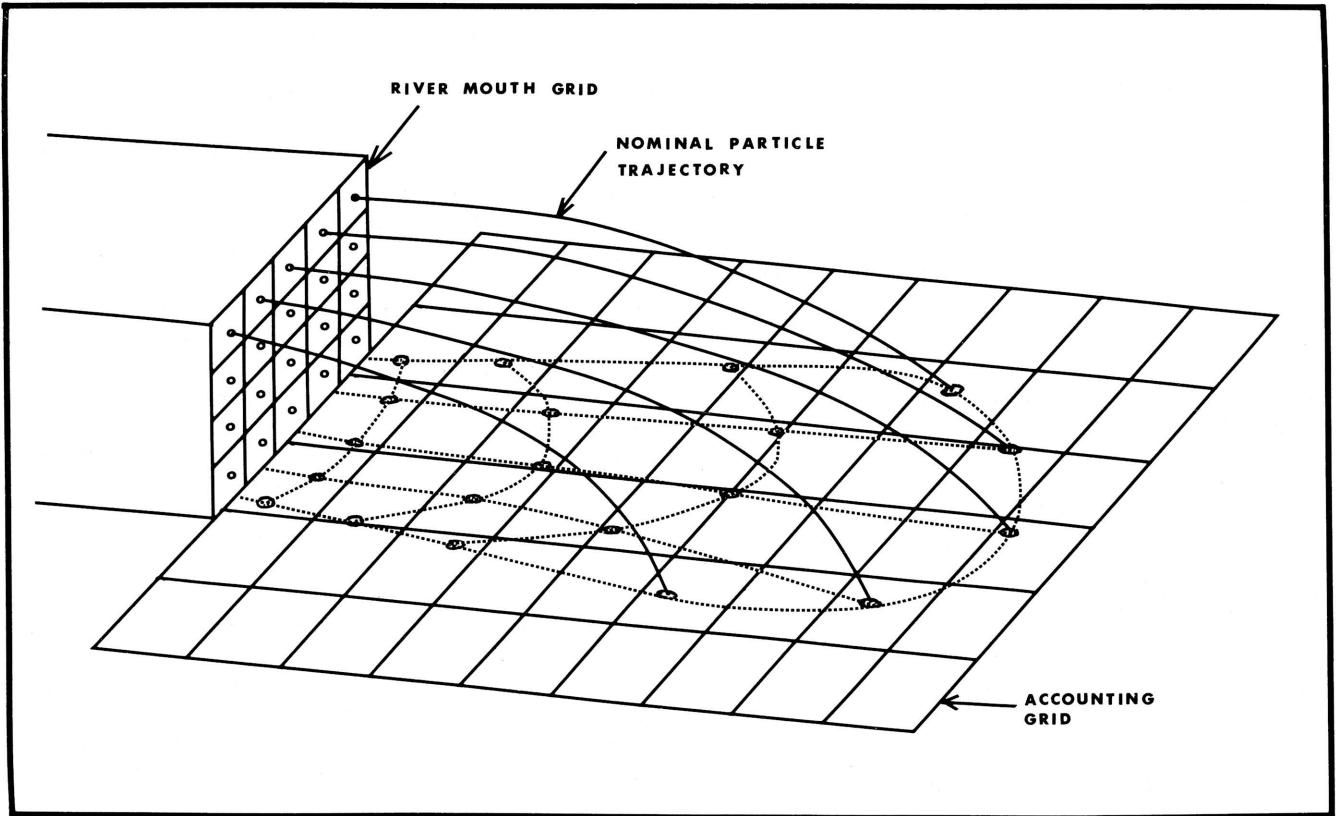 RIVER MOUTH GRID
NOMINAL PARTICLE
TRAJECTORY
ACCOUNTING
GRID